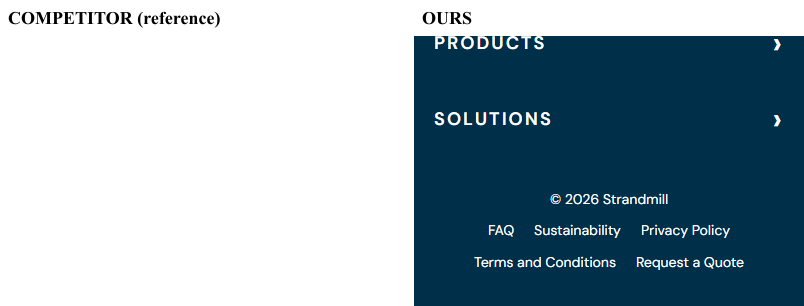 COMPETITOR (reference)
OURS
PRODUCTS
SOLUTIONS
© 2026 Strandmill
FAQ Sustainability Privacy Policy
Terms and Conditions Request a Quote